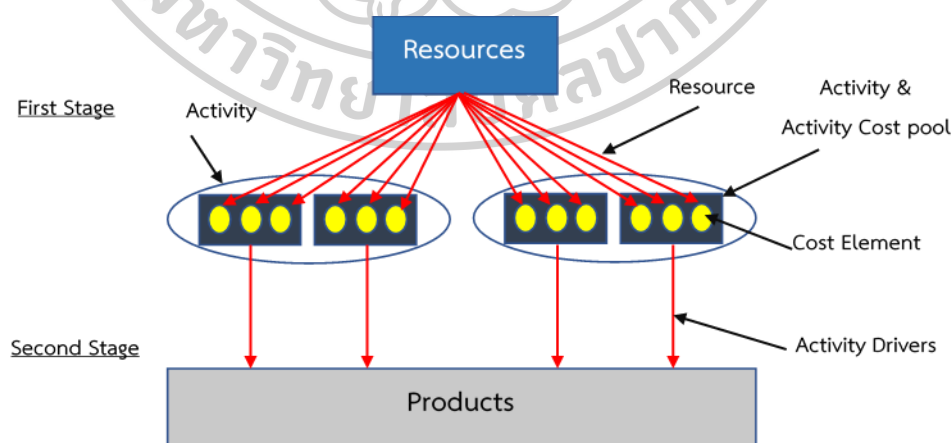 Resources
First Stage
Activity
Resource
Activity &
Activity Cost pool
Cost Element
Second Stage
Activity Drivers
Products